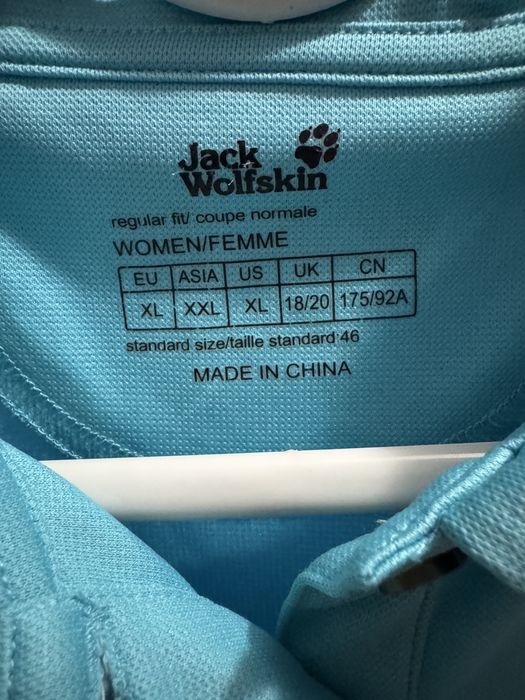 Jack
Wolfskin
regular fit/ coupe normale
WOMEN/FEMME
EU ASIA US UK CN
XL XXL XL 18/20 175/92A
standard size/taille standard 46
MADE IN CHINA